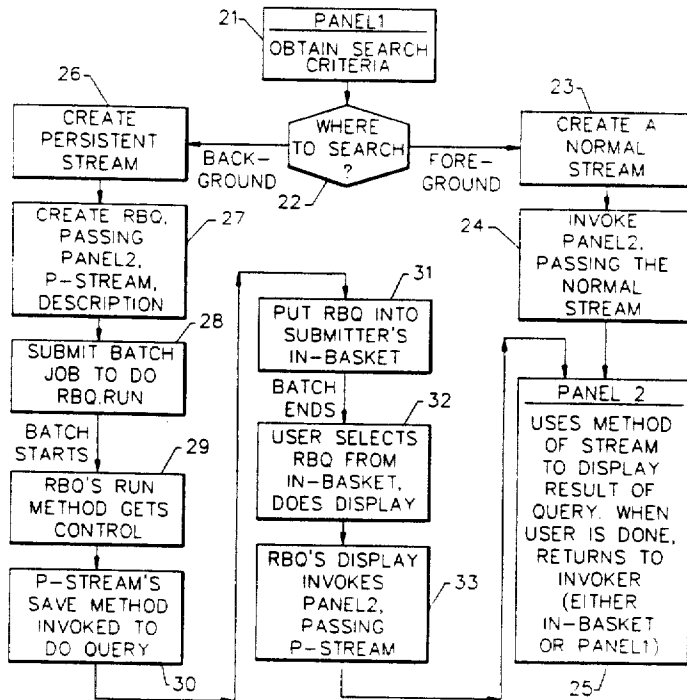 21
PANEL1
OBTAIN SEARCH
CRITERIA
WHERE
TO SEARCH
?
22
BACK-
GROUND
FORE-
GROUND
26
CREATE
PERSISTENT
STREAM
CREATE RBQ,
PASSING
PANEL2,
P-STREAM,
DESCRIPTION
27
28
SUBMIT BATCH
JOB TO DO
RBQ.RUN
BATCH
STARTS
29
RBQ'S RUN
METHOD GETS
CONTROL
P-STREAM'S
SAVE METHOD
INVOKED TO
DO QUERY
30
31
PUT RBQ INTO
SUBMITTER'S
IN-BASKET
BATCH
ENDS
32
USER SELECTS
RBQ FROM
IN-BASKET,
DOES DISPLAY
RBQ'S DISPLAY
INVOKES
PANEL2,
PASSING
P-STREAM
33
23
CREATE A
NORMAL
STREAM
24
INVOKE
PANEL2,
PASSING THE
NORMAL
STREAM
PANEL 2
USES METHOD
OF STREAM
TO DISPLAY
RESULT OF
QUERY. WHEN
USER IS DONE,
RETURNS TO
INVOKER
(EITHER
IN-BASKET
OR PANEL1)
25